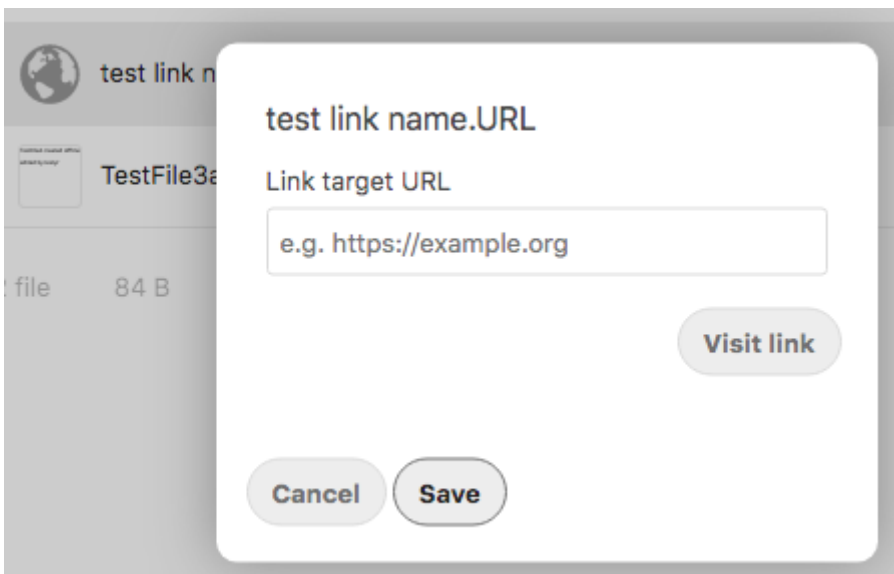 test link n
test link name.URL
Link target URL
TestFile3a
e.g. https://example.org
file
84 B
Visit link
Cancel
Save